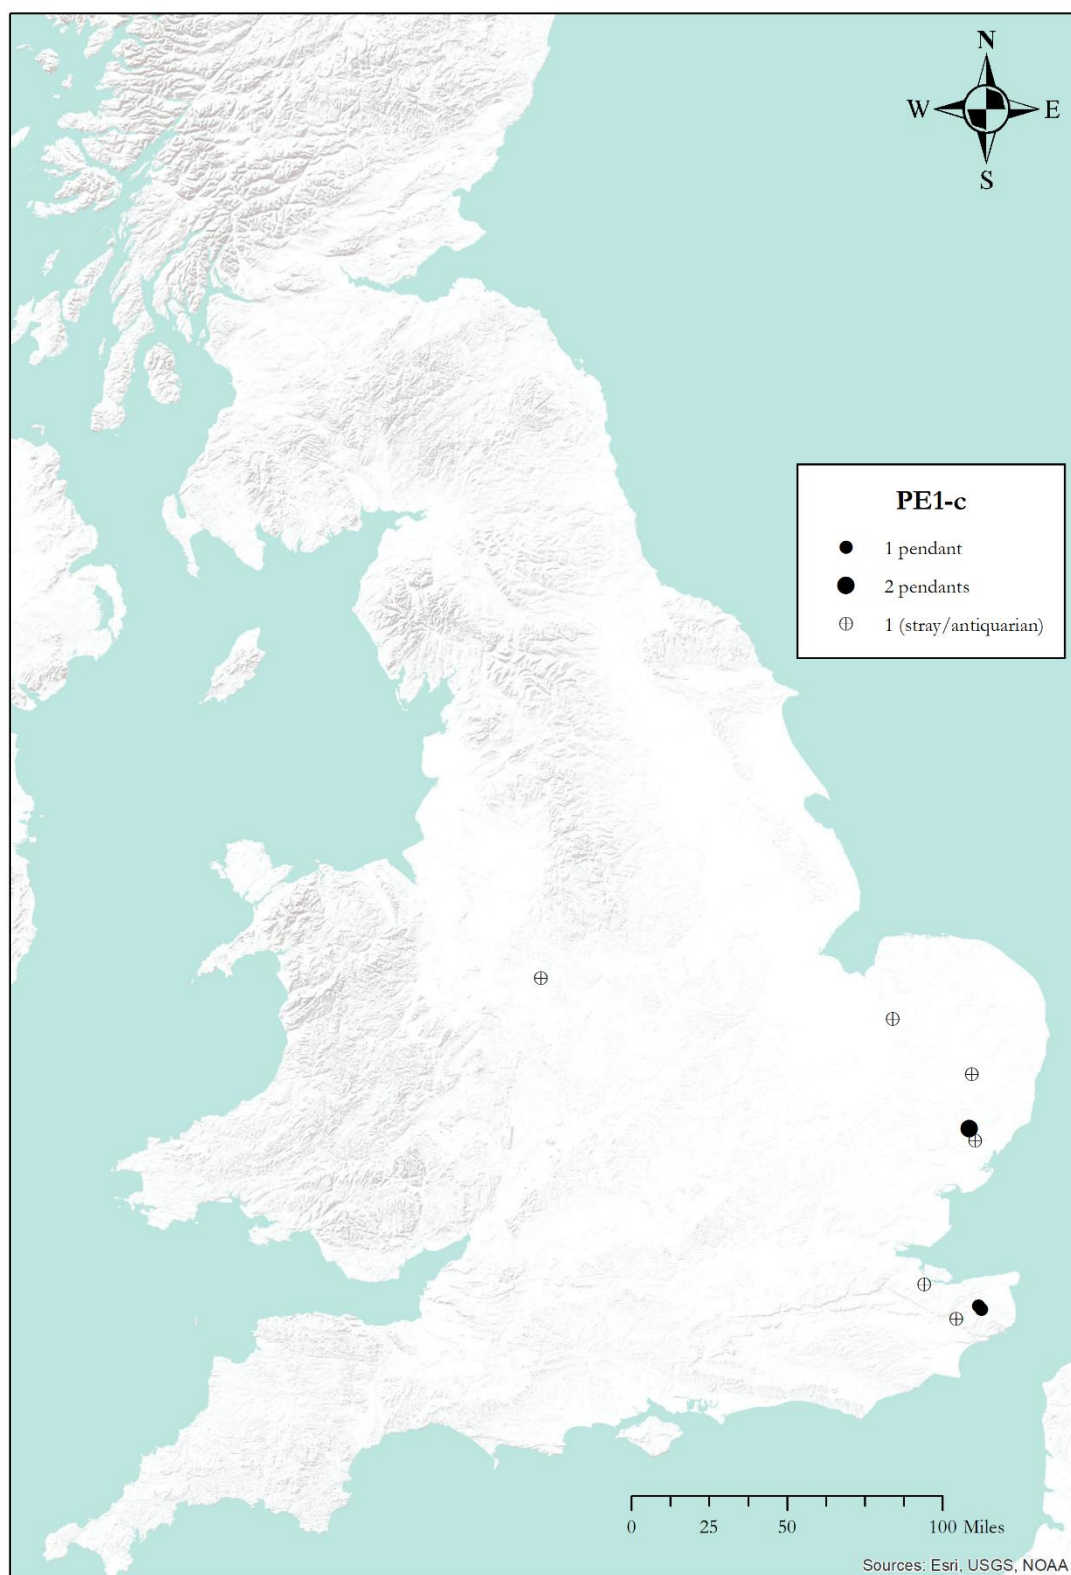 N
W E
S
PE1-c
1 pendant
2 pendants
1 (stray/antiquarian)
0 25 50 100 Miles
Sources: Esri, USGS, NOAA